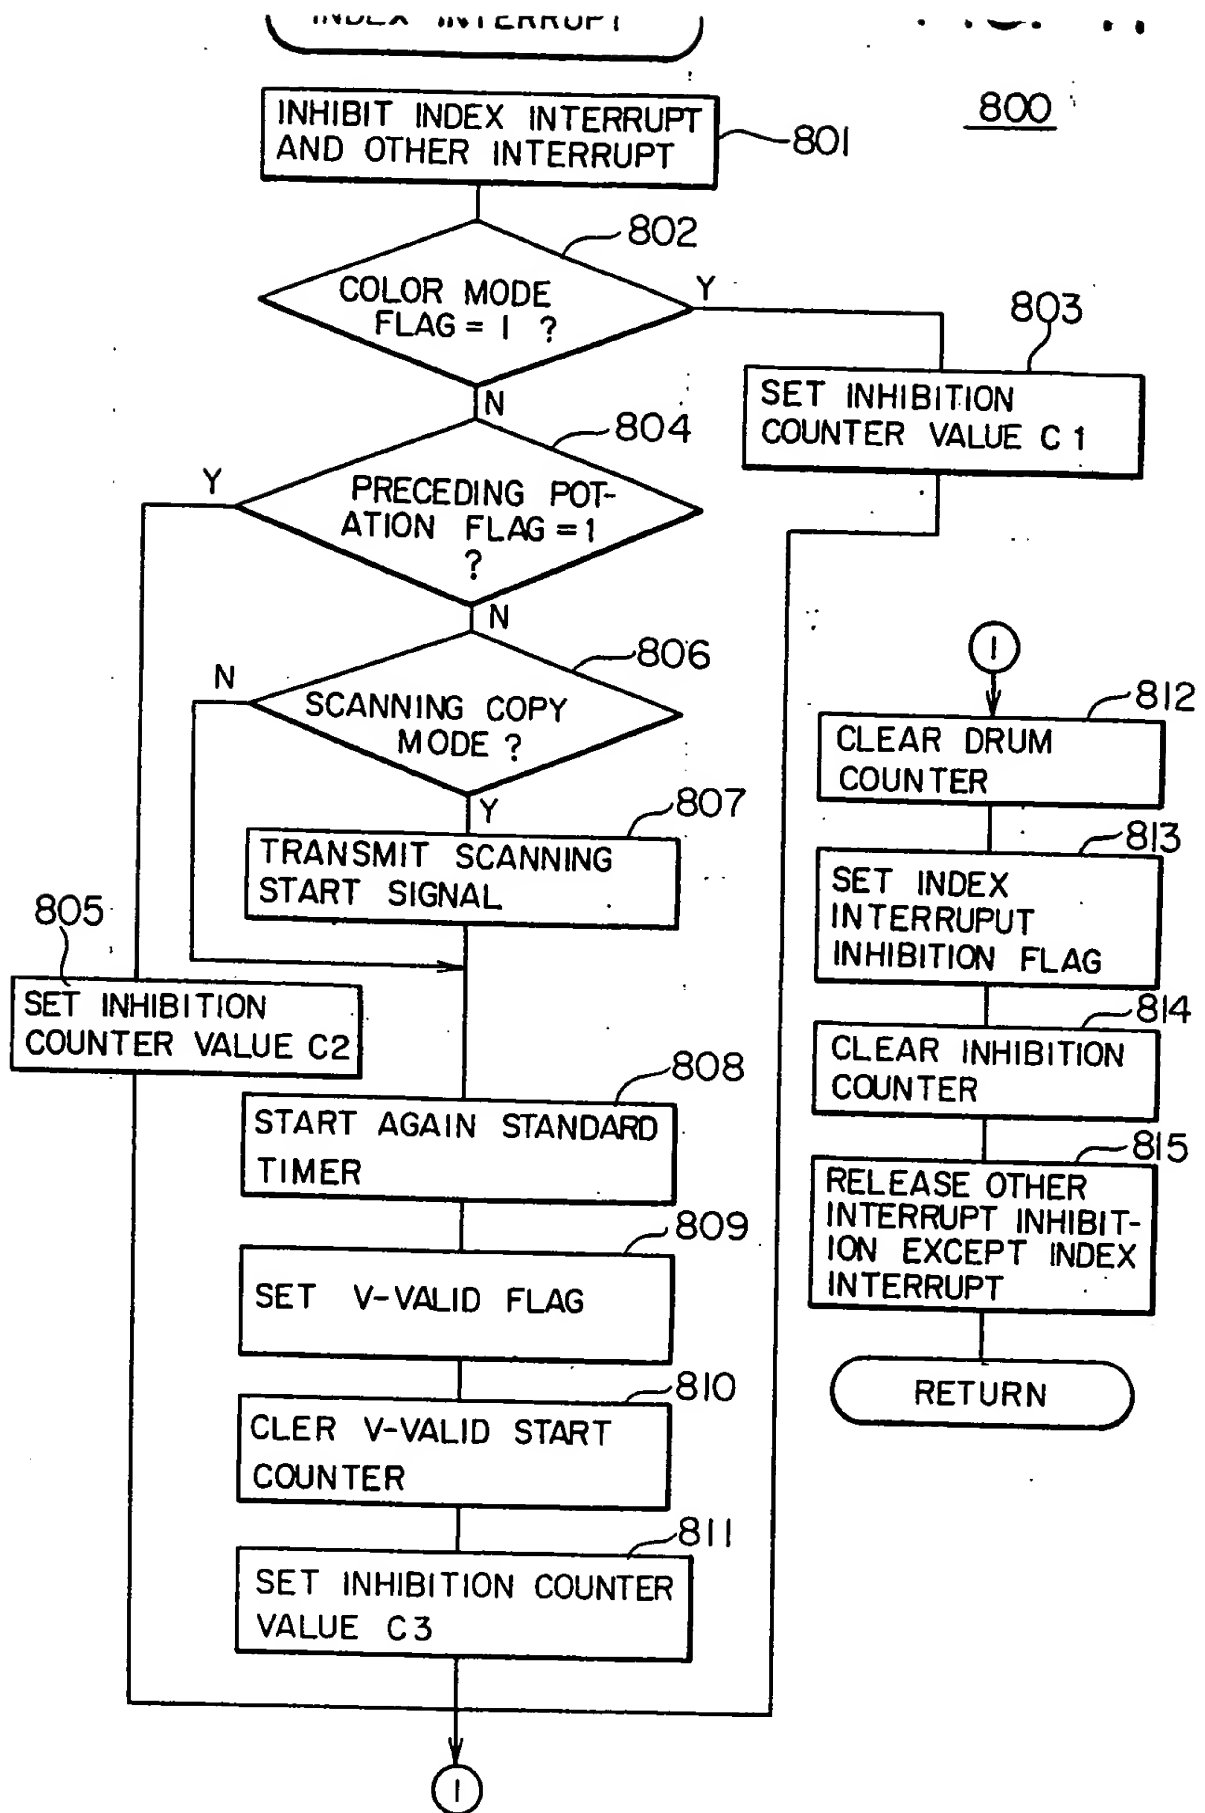 INDEX INTERRUPT
800
INHIBIT INDEX INTERRUPT
AND OTHER INTERRUPT
801
802
COLOR MODE
FLAG = 1 ?
Y
N
803
SET INHIBITION
COUNTER VALUE C 1
804
PRECEDING POT-
ATION FLAG = 1
?
Y
N
806
SCANNING COPY
MODE ?
N
Y
807
TRANSMIT SCANNING
START SIGNAL
805
SET INHIBITION
COUNTER VALUE C2
808
START AGAIN STANDARD
TIMER
809
SET V-VALID FLAG
810
CLER V-VALID START
COUNTER
811
SET INHIBITION COUNTER
VALUE C3
1
1
812
CLEAR DRUM
COUNTER
813
SET INDEX
INTERRUPUT
INHIBITION FLAG
814
CLEAR INHIBITION
COUNTER
815
RELEASE OTHER
INTERRUPT INHIBIT-
ION EXCEPT INDEX
INTERRUPT
RETURN